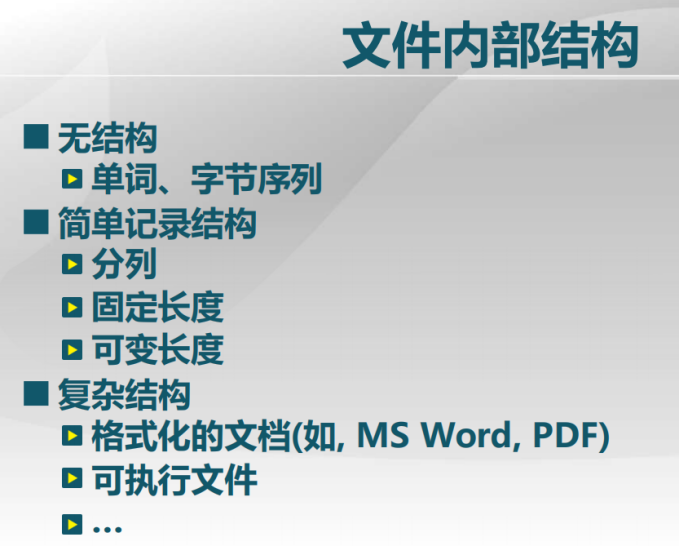 文件内部结构
无结构
单词、字节序列
简单记录结构
分列
固定长度
可变长度
复杂结构
格式化的文档(如, MS Word, PDF)
可执行文件
...